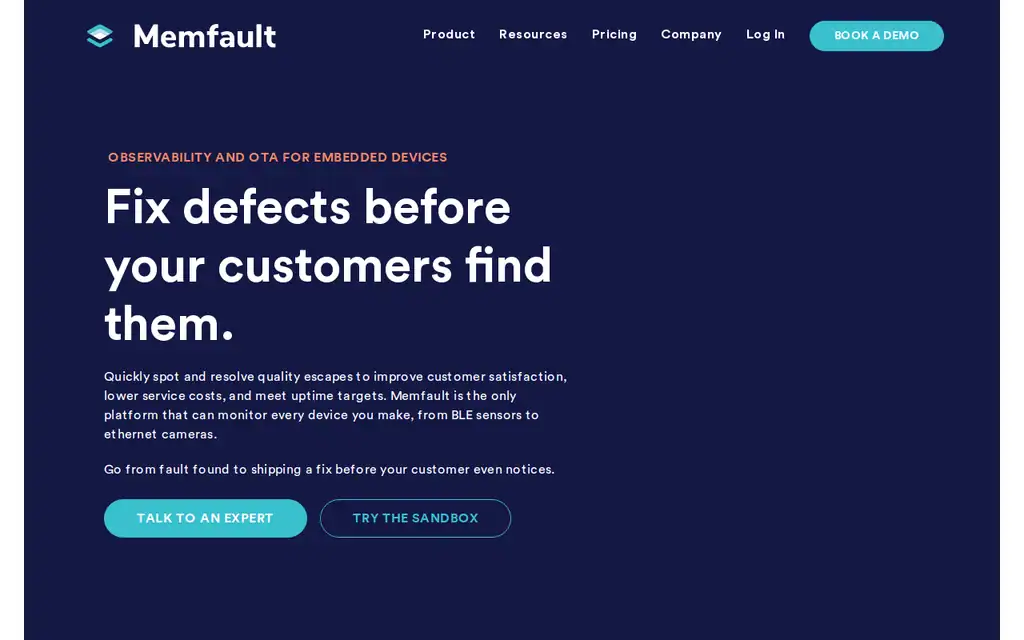 Memfault
Product Resources Pricing Company Log In BOOK A DEMO
OBSERVABILITY AND OTA FOR EMBEDDED DEVICES
Fix defects before
your customers find
them.
Quickly spot and resolve quality escapes to improve customer satisfaction,
lower service costs, and meet uptime targets. Memfault is the only
platform that can monitor every device you make, from BLE sensors to
ethernet cameras.
Go from fault found to shipping a fix before your customer even notices.
TALK TO AN EXPERT TRY THE SANDBOX